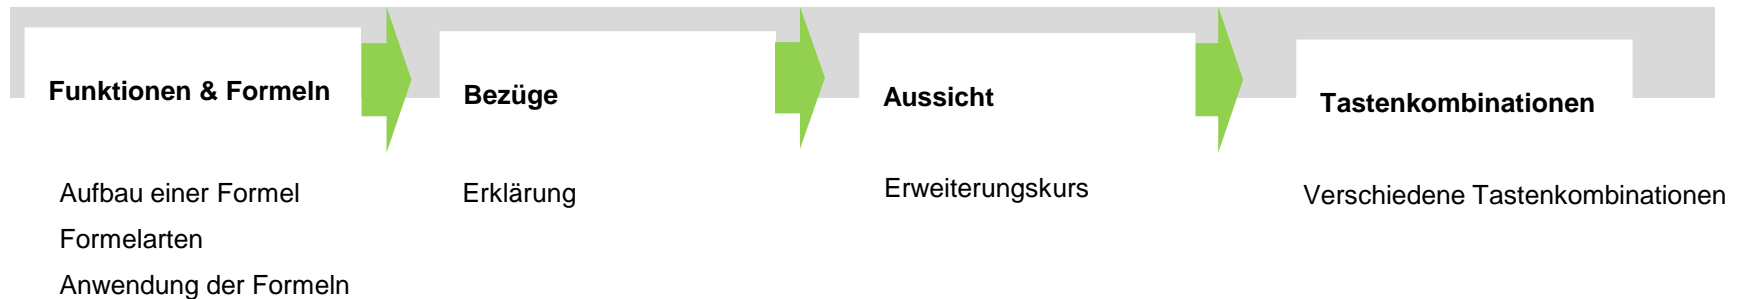 Funktionen & Formeln
Aufbau einer Formel
Formelarten
Anwendung der Formeln
Bezüge
Erklärung
Aussicht
Erweiterungskurs
Tastenkombinationen
Verschiedene Tastenkombinationen